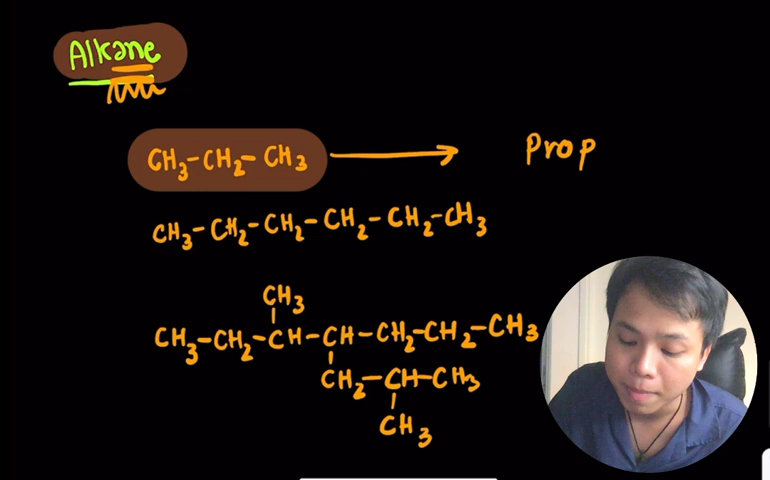 Alkane
CH₃-CH₂-CH₃ → Prop
CH₃-CH₂-CH₂-CH₂-CH₂-CH₃
CH₃
CH₃-CH₂-CH-CH-CH₂-CH₂-CH₃
CH₂-CH-CH₃
CH₃